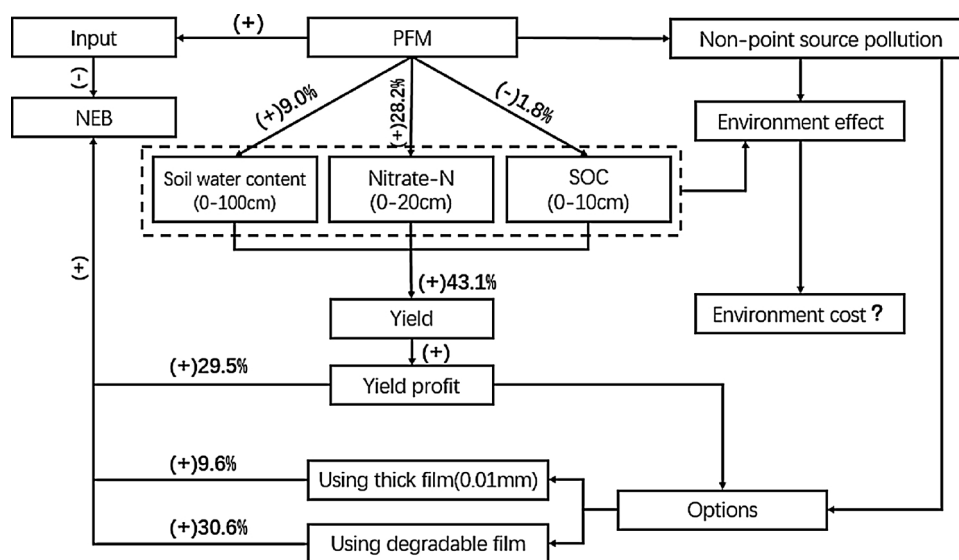 Input
(+)
PFM
Non-point source pollution
(-)
NEB
(+)9.0%
(+)28.2%
(-)1.8%
Environment effect
Soil water content
(0-100cm)
Nitrate-N
(0-20cm)
SOC
(0-10cm)
(+)
(+)43.1%
Yield
Environment cost?
(+)
(+)29.5%
Yield profit
(+)9.6%
Using thick film(0.01mm)
Options
(+)30.6%
Using degradable film